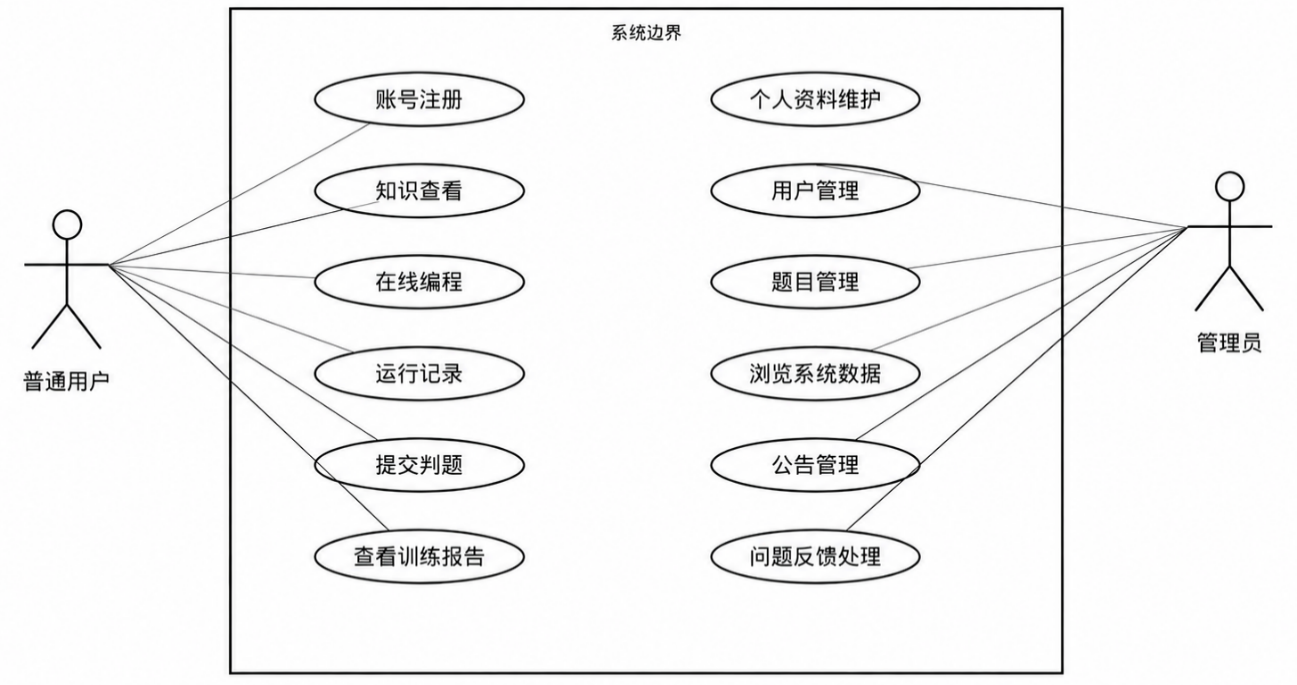 系统边界
账号注册
知识查看
在线编程
运行记录
提交判题
查看训练报告
个人资料维护
用户管理
题目管理
浏览系统数据
公告管理
问题反馈处理
普通用户
管理员